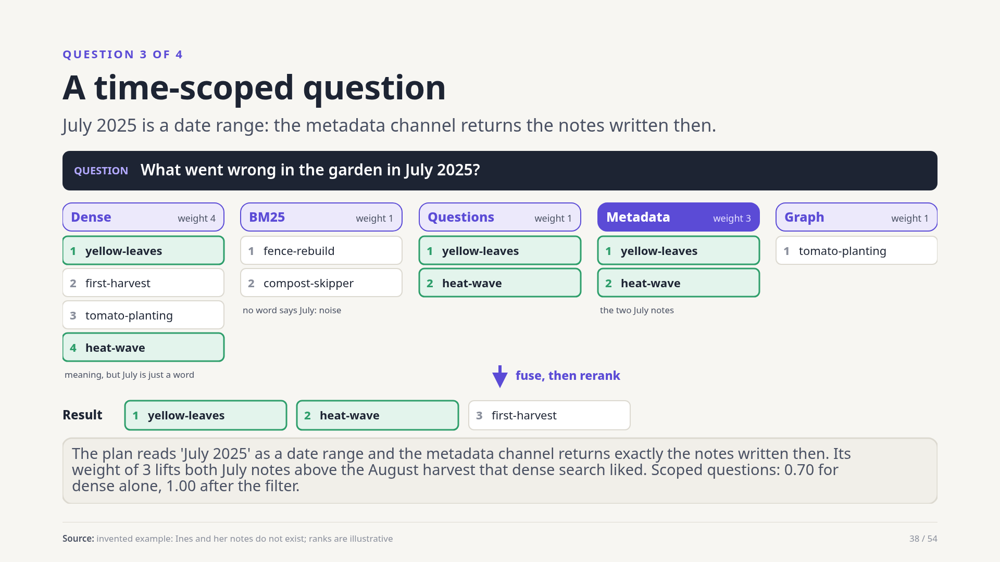 QUESTION 3 OF 4
A time-scoped question
July 2025 is a date range: the metadata channel returns the notes written then.
QUESTION What went wrong in the garden in July 2025?
Dense weight 4
1 yellow-leaves
2 first-harvest
3 tomato-planting
4 heat-wave
meaning, but July is just a word
BM25 weight 1
1 fence-rebuild
2 compost-skipper
no word says July: noise
Questions weight 1
1 yellow-leaves
2 heat-wave
Metadata weight 3
1 yellow-leaves
2 heat-wave
the two July notes
Graph weight 1
1 tomato-planting
fuse, then rerank
Result 1 yellow-leaves 2 heat-wave 3 first-harvest
The plan reads 'July 2025' as a date range and the metadata channel returns exactly the notes written then. Its
weight of 3 lifts both July notes above the August harvest that dense search liked. Scoped questions: 0.70 for
dense alone, 1.00 after the filter.
Source: invented example: Ines and her notes do not exist; ranks are illustrative
38 / 54